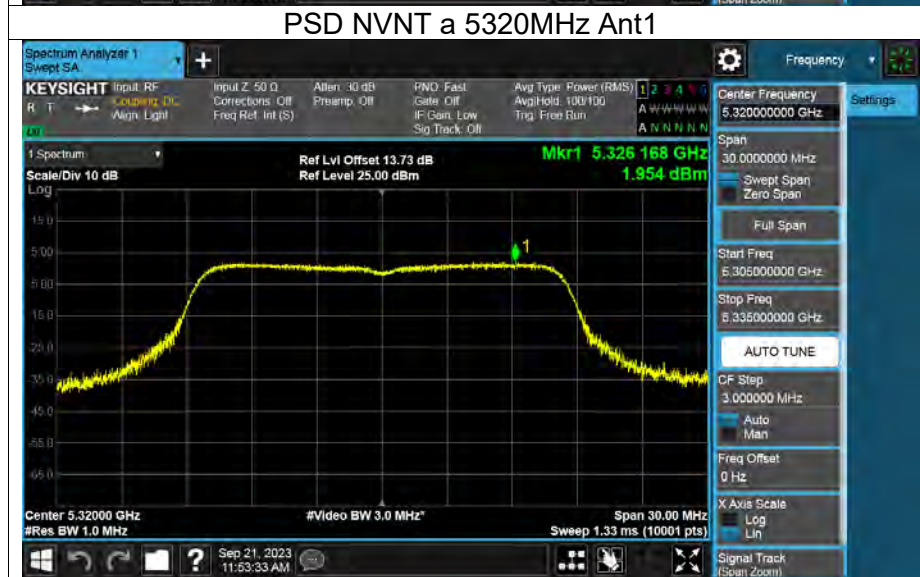 PSD NVNT a 5320MHz Ant1
Spectrum Analyzer 1
Swept SA
+
Frequency
KEYSIGHT Input: RF
R T
Coupling: DC
Align: Light
Input Z: 50 Ω
Corrections: Off
Freq Ref: Int (S)
Atten: 30 dB
Preamp: Off
PNO: Fast
Gate: Off
IF Gain: Low
Sig Track: Off
Avg Type: Power (RMS)
Avg|Hold: 100/100
Trig: Free Run
1 2 3 4 5 6
A W W W W W
A N N N N N
Settings
1 Spectrum
Scale/Div 10 dB
Log
Ref Lvl Offset 13.73 dB
Ref Level 25.00 dBm
Mkr1 5.326 168 GHz
1.954 dBm
15.0
5.00
-5.00
-15.0
-25.0
-35.0
-45.0
-55.0
-65.0
1
Center 5.32000 GHz
#Res BW 1.0 MHz
#Video BW 3.0 MHz*
Span 30.00 MHz
Sweep 1.33 ms (10001 pts)
Center Frequency
5.320000000 GHz
Span
30.0000000 MHz
Swept Span
Zero Span
Full Span
Start Freq
5.305000000 GHz
Stop Freq
5.335000000 GHz
AUTO TUNE
CF Step
3.000000 MHz
Auto
Man
Freq Offset
0 Hz
X Axis Scale
Log
Lin
Signal Track
(Span Zoom)
?
Sep 21, 2023
11:53:33 AM